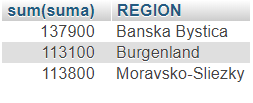 sum(suma) REGION
137900 Banska Bystica
113100 Burgenland
113800 Moravsko-Sliezky